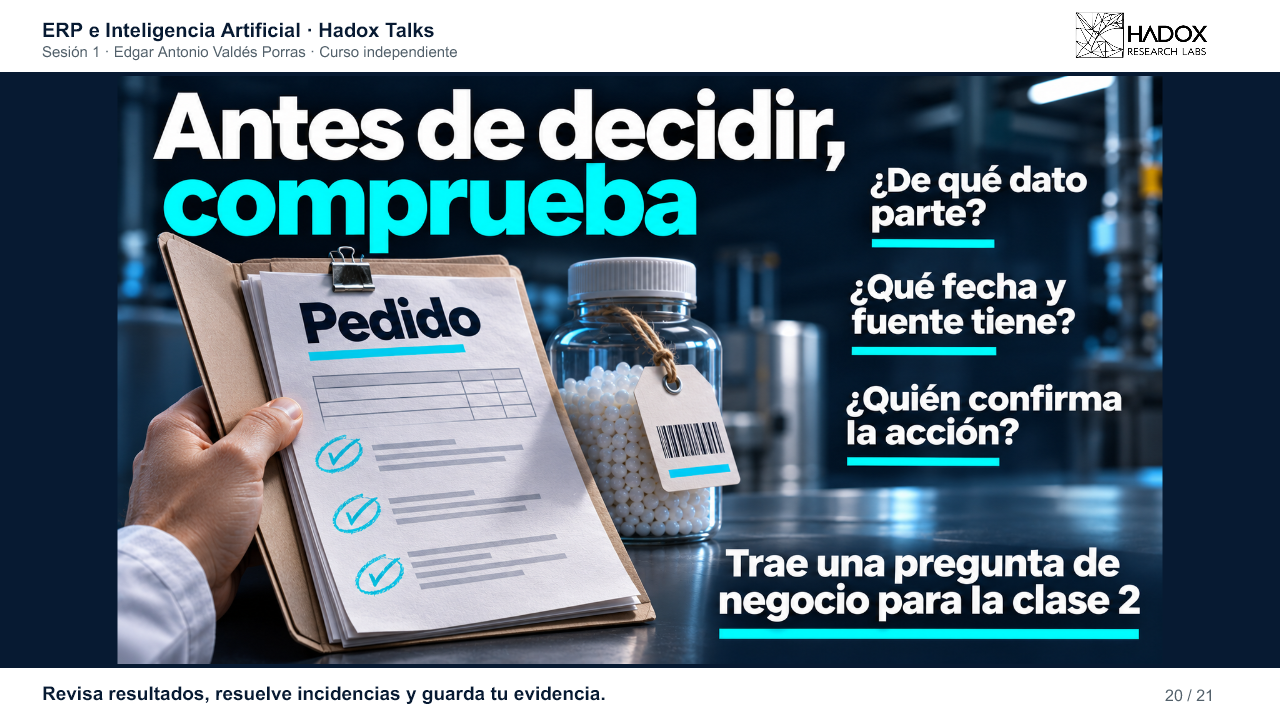 ERP e Inteligencia Artificial · Hadox Talks
Sesión 1 · Edgar Antonio Valdés Porras · Curso independiente
HADOX
RESEARCH LABS
Antes de decidir,
comprueba
¿De qué dato
parte?
¿Qué fecha y
fuente tiene?
¿Quién confirma
la acción?
Pedido
Trae una pregunta de
negocio para la clase 2
Revisa resultados, resuelve incidencias y guarda tu evidencia.
20 / 21